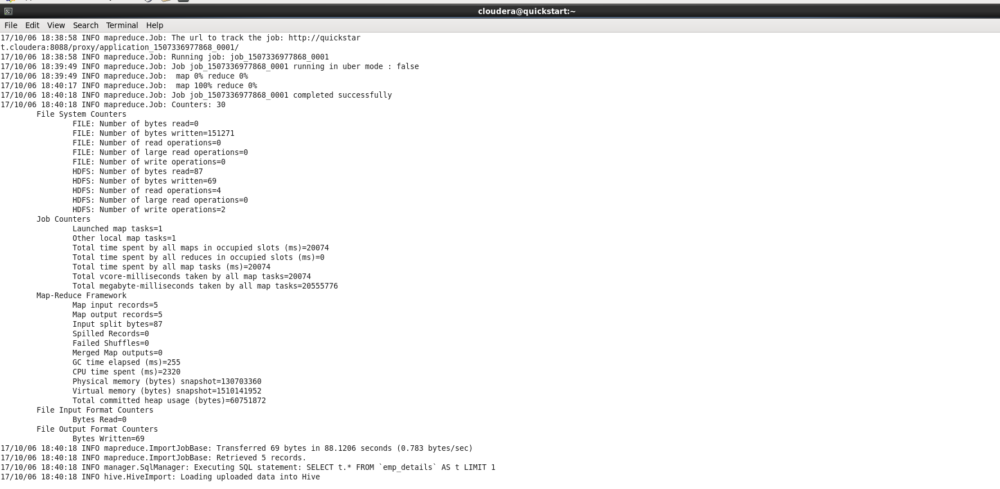 cloudera@quickstart:~
File Edit View Search Terminal Help
17/10/06 18:38:58 INFO mapreduce.Job: The url to track the job: http://quickstar
t.cloudera:8088/proxy/application_1507336977868_0001/
17/10/06 18:38:58 INFO mapreduce.Job: Running job: job_1507336977868_0001
17/10/06 18:39:49 INFO mapreduce.Job: Job job_1507336977868_0001 running in uber mode : false
17/10/06 18:39:49 INFO mapreduce.Job:  map 0% reduce 0%
17/10/06 18:40:17 INFO mapreduce.Job:  map 100% reduce 0%
17/10/06 18:40:18 INFO mapreduce.Job: Job job_1507336977868_0001 completed successfully
17/10/06 18:40:18 INFO mapreduce.Job: Counters: 30
File System Counters
FILE: Number of bytes read=0
FILE: Number of bytes written=151271
FILE: Number of read operations=0
FILE: Number of large read operations=0
FILE: Number of write operations=0
HDFS: Number of bytes read=87
HDFS: Number of bytes written=69
HDFS: Number of read operations=4
HDFS: Number of large read operations=0
HDFS: Number of write operations=2
Job Counters
Launched map tasks=1
Other local map tasks=1
Total time spent by all maps in occupied slots (ms)=20074
Total time spent by all reduces in occupied slots (ms)=0
Total time spent by all map tasks (ms)=20074
Total vcore-milliseconds taken by all map tasks=20074
Total megabyte-milliseconds taken by all map tasks=20555776
Map-Reduce Framework
Map input records=5
Map output records=5
Input split bytes=87
Spilled Records=0
Failed Shuffles=0
Merged Map outputs=0
GC time elapsed (ms)=255
CPU time spent (ms)=2320
Physical memory (bytes) snapshot=130703360
Virtual memory (bytes) snapshot=1510141952
Total committed heap usage (bytes)=60751872
File Input Format Counters
Bytes Read=0
File Output Format Counters
Bytes Written=69
17/10/06 18:40:18 INFO mapreduce.ImportJobBase: Transferred 69 bytes in 88.1206 seconds (0.783 bytes/sec)
17/10/06 18:40:18 INFO mapreduce.ImportJobBase: Retrieved 5 records.
17/10/06 18:40:18 INFO manager.SqlManager: Executing SQL statement: SELECT t.* FROM `emp_details` AS t LIMIT 1
17/10/06 18:40:18 INFO hive.HiveImport: Loading uploaded data into Hive